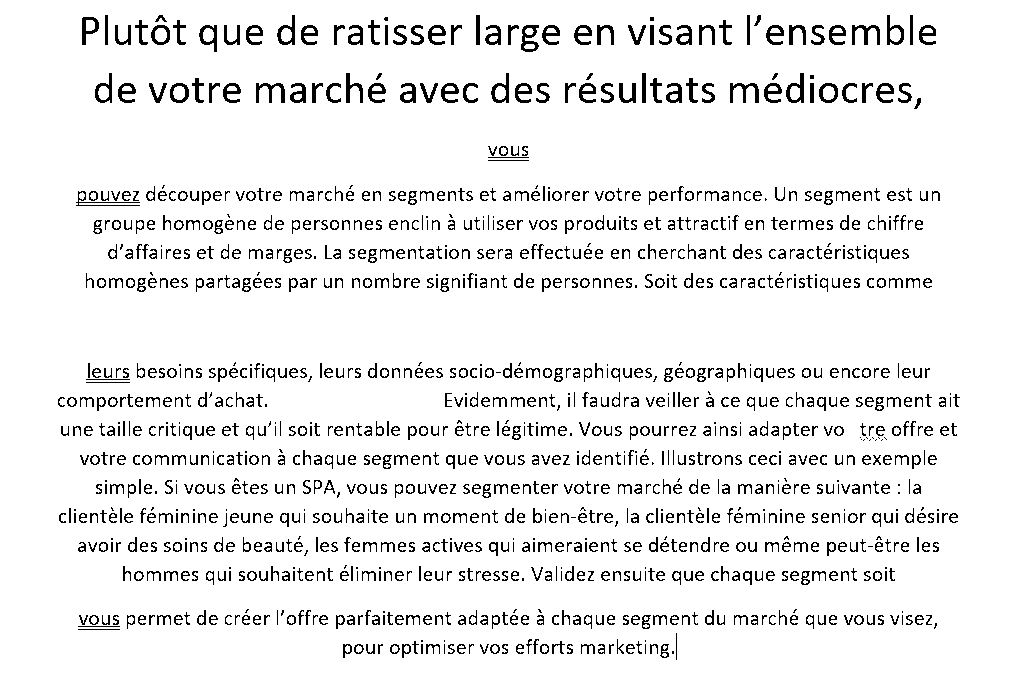 Plutôt que de ratisser large en visant l’ensemble
de votre marché avec des résultats médiocres,
vous
pouvez découper votre marché en segments et améliorer votre performance. Un segment est un
groupe homogène de personnes enclin à utiliser vos produits et attractif en termes de chiffre
d’affaires et de marges. La segmentation sera effectuée en cherchant des caractéristiques
homogènes partagées par un nombre signifiant de personnes. Soit des caractéristiques comme
leurs besoins spécifiques, leurs données socio-démographiques, géographiques ou encore leur
comportement d’achat. Evidemment, il faudra veiller à ce que chaque segment ait
une taille critique et qu’il soit rentable pour être légitime. Vous pourrez ainsi adapter vo tre offre et
votre communication à chaque segment que vous avez identifié. Illustrons ceci avec un exemple
simple. Si vous êtes un SPA, vous pouvez segmenter votre marché de la manière suivante : la
clientèle féminine jeune qui souhaite un moment de bien-être, la clientèle féminine senior qui désire
avoir des soins de beauté, les femmes actives qui aimeraient se détendre ou même peut-être les
hommes qui souhaitent éliminer leur stresse. Validez ensuite que chaque segment soit
vous permet de créer l’offre parfaitement adaptée à chaque segment du marché que vous visez,
pour optimiser vos efforts marketing.